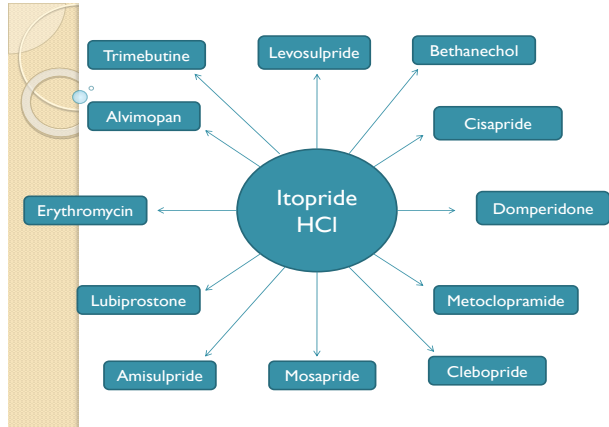 Trimebutine
Levosulpride
Bethanechol
Alvimopan
Cisapride
Itopride
HCl
Erythromycin
Domperidone
Lubiprostone
Metoclopramide
Amisulpride
Mosapride
Clebopride